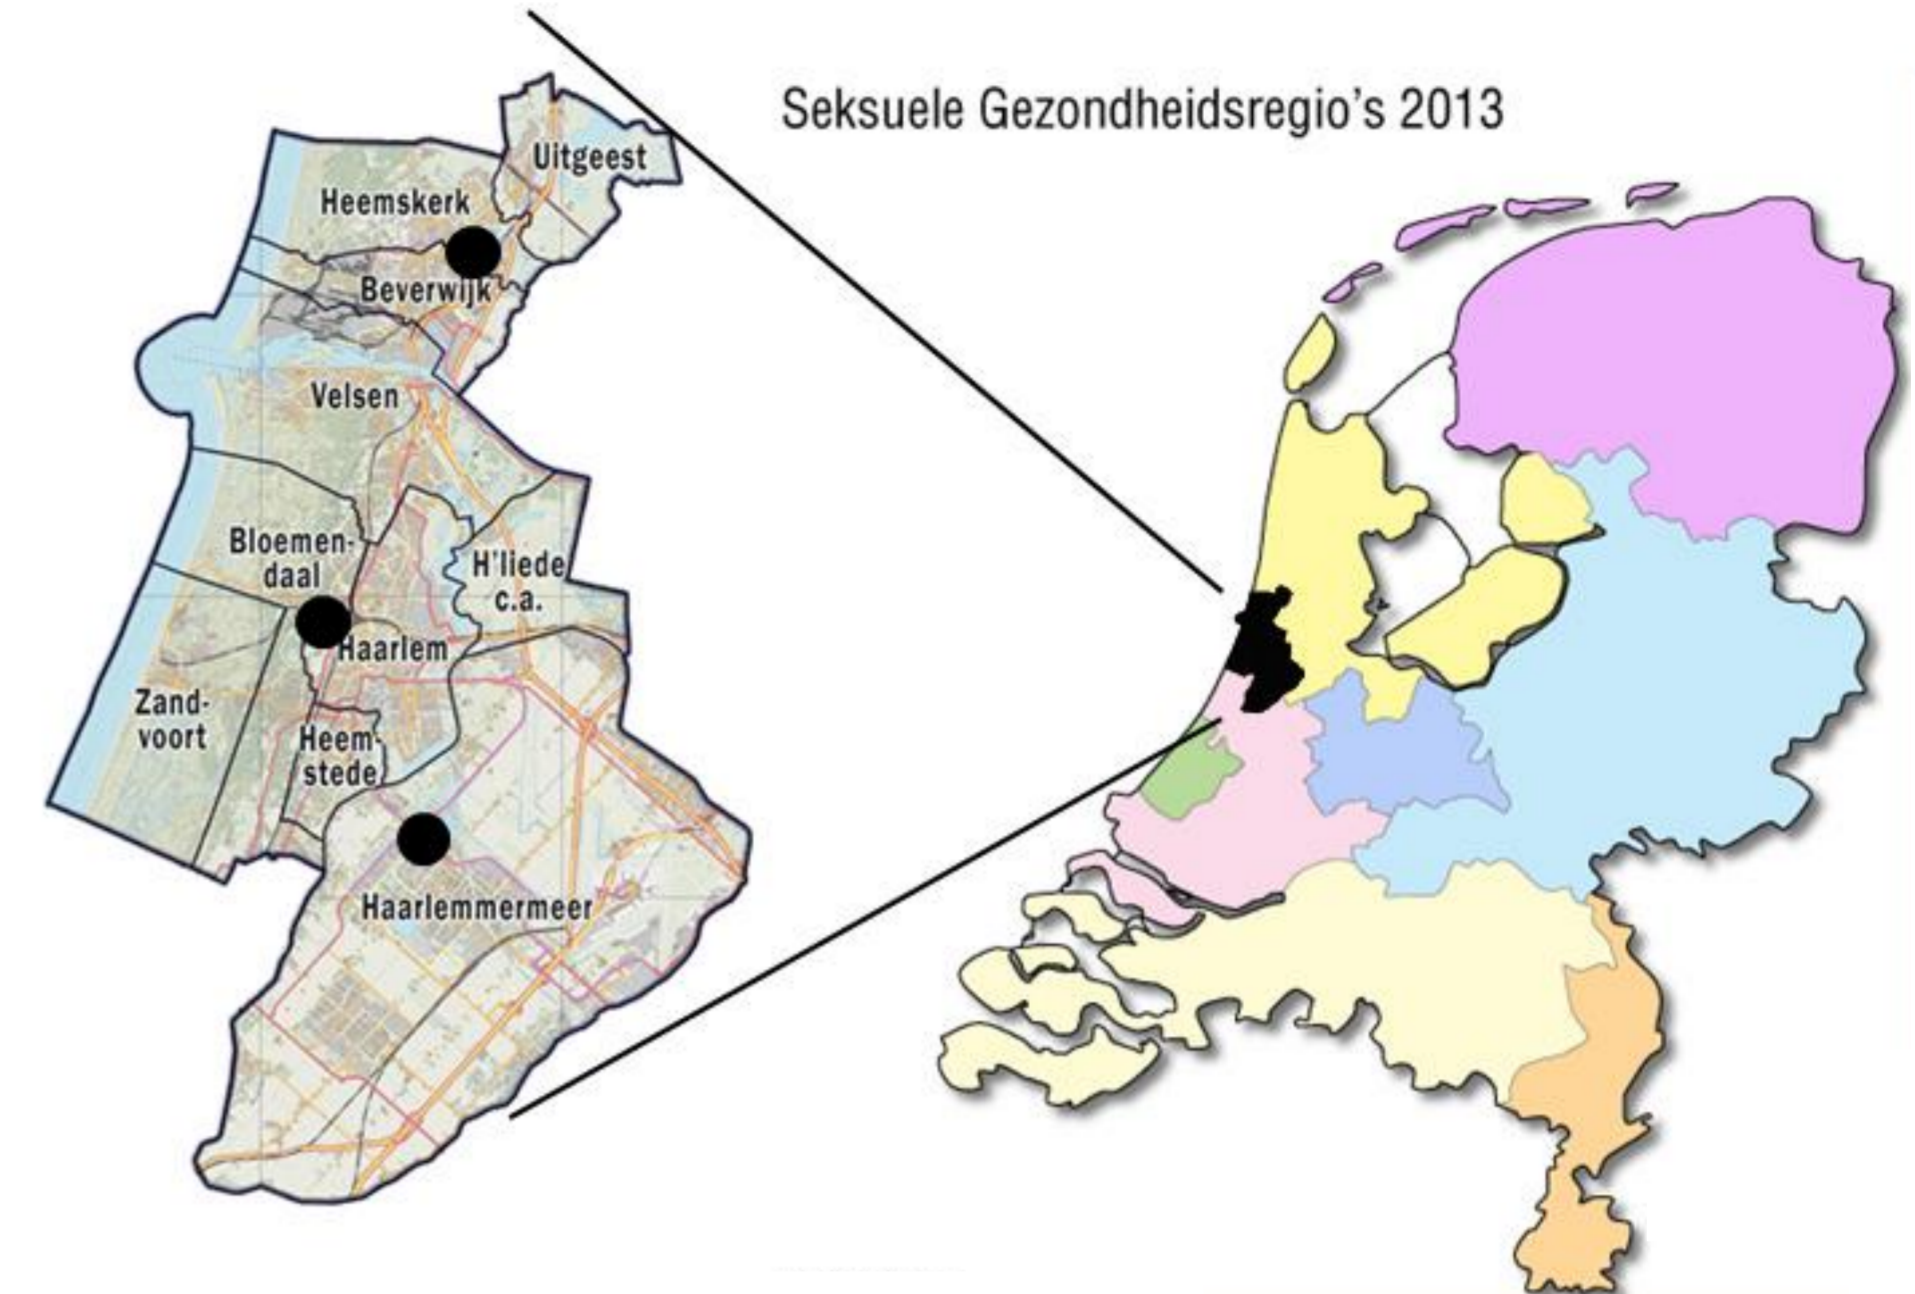 Seksuele Gezondheidsregio's 2013
Uitgeest
Heemskerk
Beverwijk
Velsen
Bloemen-
daal
H'liede
c.a.
Haarlem
Zand-
voort
Heem-
stede
Haarlemmermeer